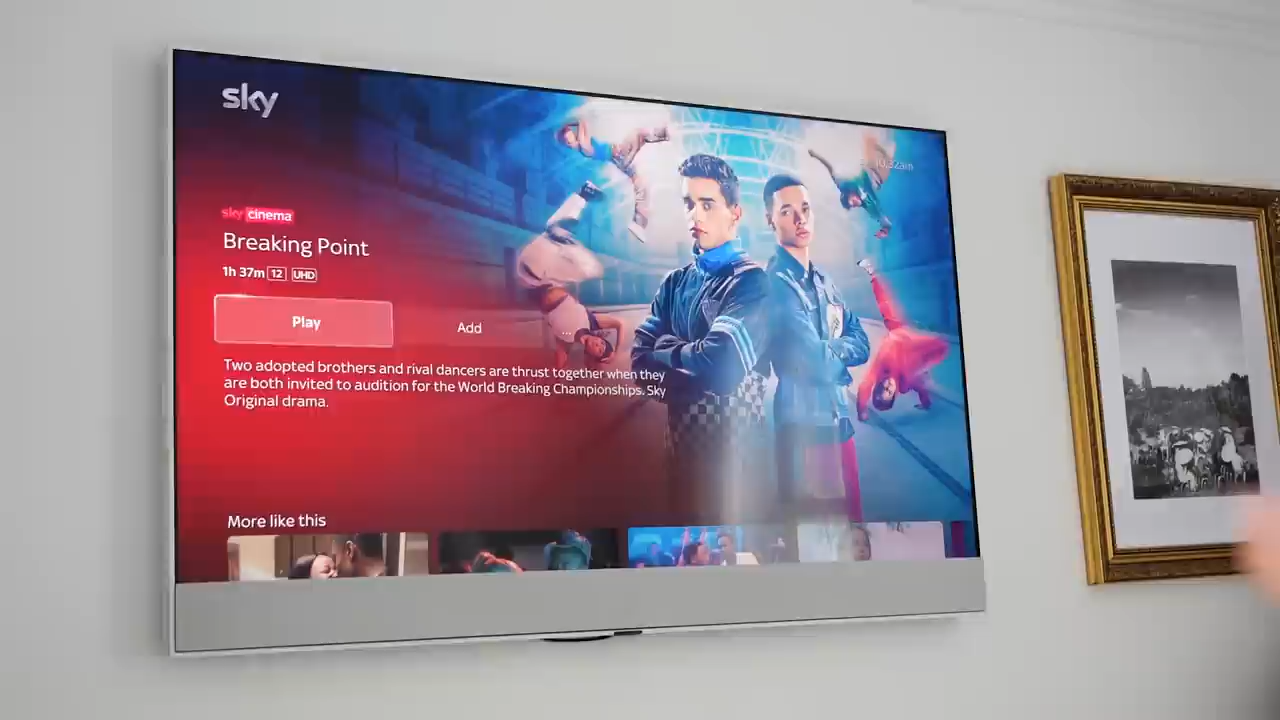 sky
10.32am
sky cinema
Breaking Point
1h 37m 12 UHD
Play
Add
Two adopted brothers and rival dancers are thrust together when they
are both invited to audition for the World Breaking Championships. Sky
Original drama.
More like this